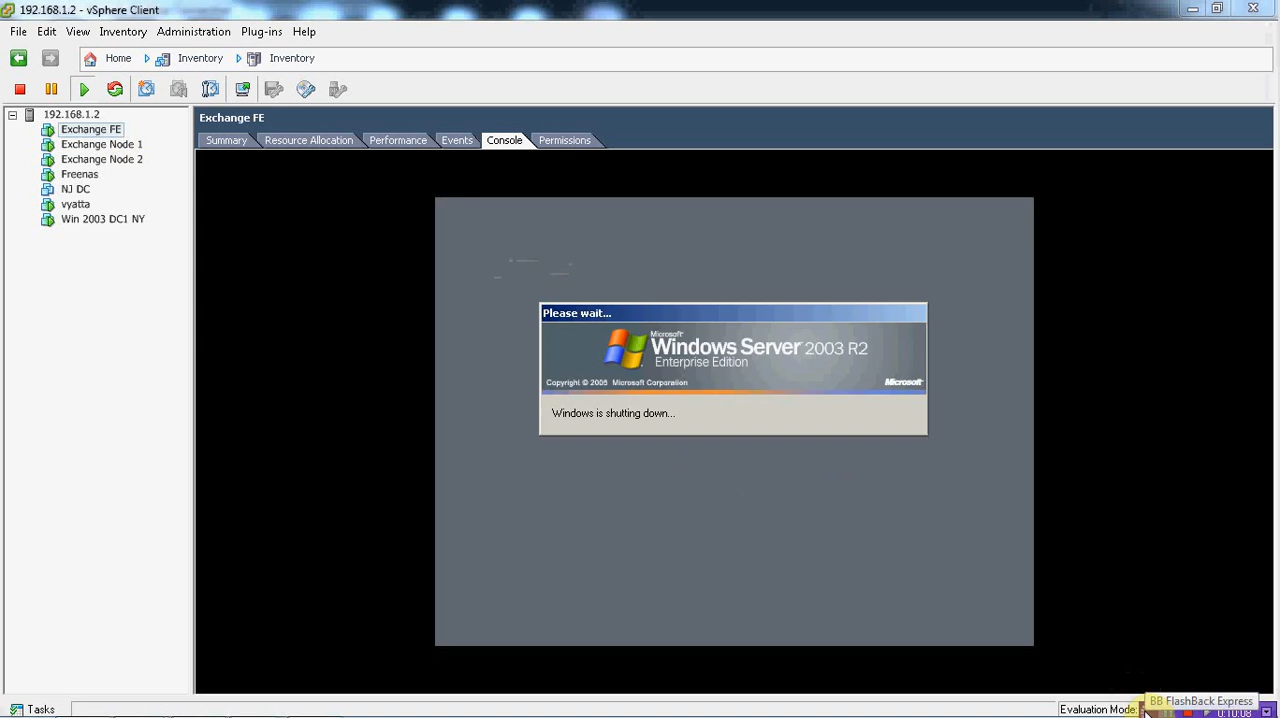 192.168.1.2 - vSphere Client
File Edit View Inventory Administration Plug-ins Help
Home Inventory Inventory
192.168.1.2
Exchange FE
Exchange Node 1
Exchange Node 2
Freenas
NJ DC
vyatta
Win 2003 DC1 NY
Exchange FE
Summary Resource Allocation Performance Events Console Permissions
Please wait...
Microsoft
Windows Server 2003 R2
Enterprise Edition
Copyright © 2005 Microsoft Corporation Microsoft
Windows is shutting down...
BB FlashBack Express
Tasks Evaluation Mode: 0:10:08